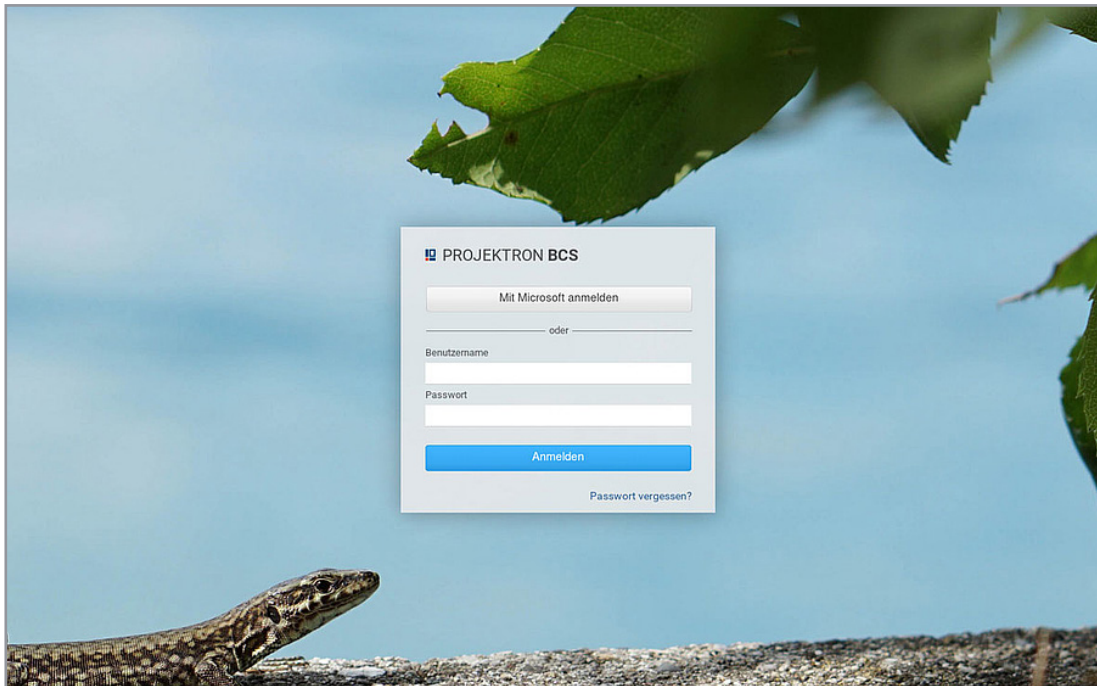 PROJEKTRON BCS
Mit Microsoft anmelden
oder
Benutzername
Passwort
Anmelden
Passwort vergessen?